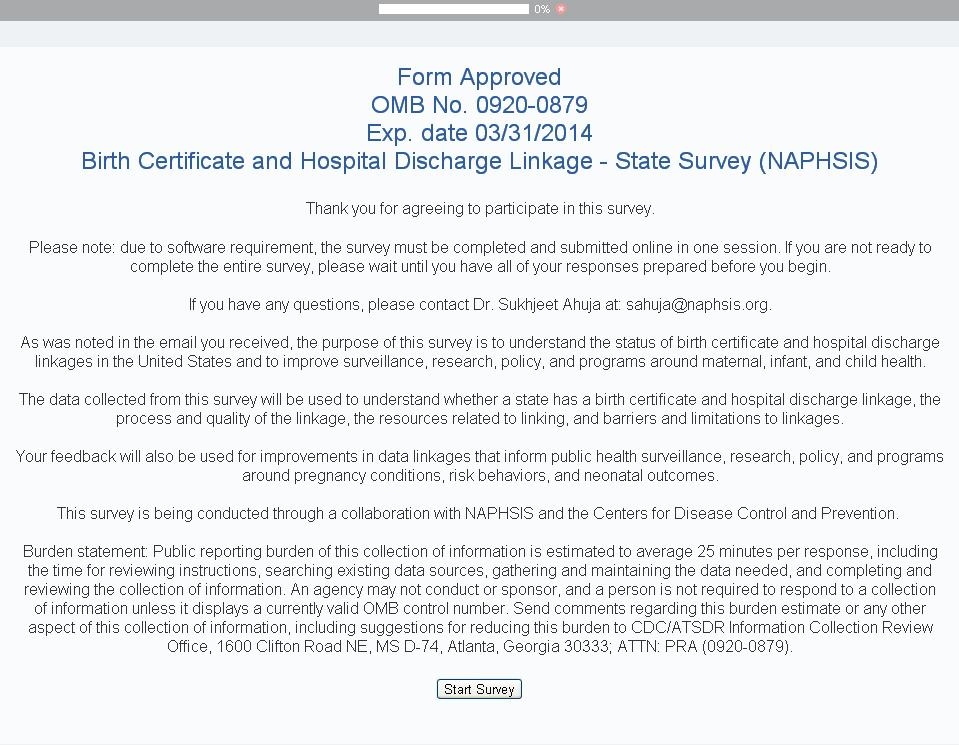 0%
Form Approved
OMB No. 0920-0879
Exp. date 03/31/2014
Birth Certificate and Hospital Discharge Linkage - State Survey (NAPHSIS)
Thank you for agreeing to participate in this survey.
Please note: due to software requirement, the survey must be completed and submitted online in one session. If you are not ready to
complete the entire survey, please wait until you have all of your responses prepared before you begin.
If you have any questions, please contact Dr. Sukhjeet Ahuja at: sahuja@naphsis.org.
As was noted in the email you received, the purpose of this survey is to understand the status of birth certificate and hospital discharge
linkages in the United States and to improve surveillance, research, policy, and programs around maternal, infant, and child health.
The data collected from this survey will be used to understand whether a state has a birth certificate and hospital discharge linkage, the
process and quality of the linkage, the resources related to linking, and barriers and limitations to linkages.
Your feedback will also be used for improvements in data linkages that inform public health surveillance, research, policy, and programs
around pregnancy conditions, risk behaviors, and neonatal outcomes.
This survey is being conducted through a collaboration with NAPHSIS and the Centers for Disease Control and Prevention.
Burden statement: Public reporting burden of this collection of information is estimated to average 25 minutes per response, including
the time for reviewing instructions, searching existing data sources, gathering and maintaining the data needed, and completing and
reviewing the collection of information. An agency may not conduct or sponsor, and a person is not required to respond to a collection
of information unless it displays a currently valid OMB control number. Send comments regarding this burden estimate or any other
aspect of this collection of information, including suggestions for reducing this burden to CDC/ATSDR Information Collection Review
Office, 1600 Clifton Road NE, MS D-74, Atlanta, Georgia 30333; ATTN: PRA (0920-0879).
Start Survey